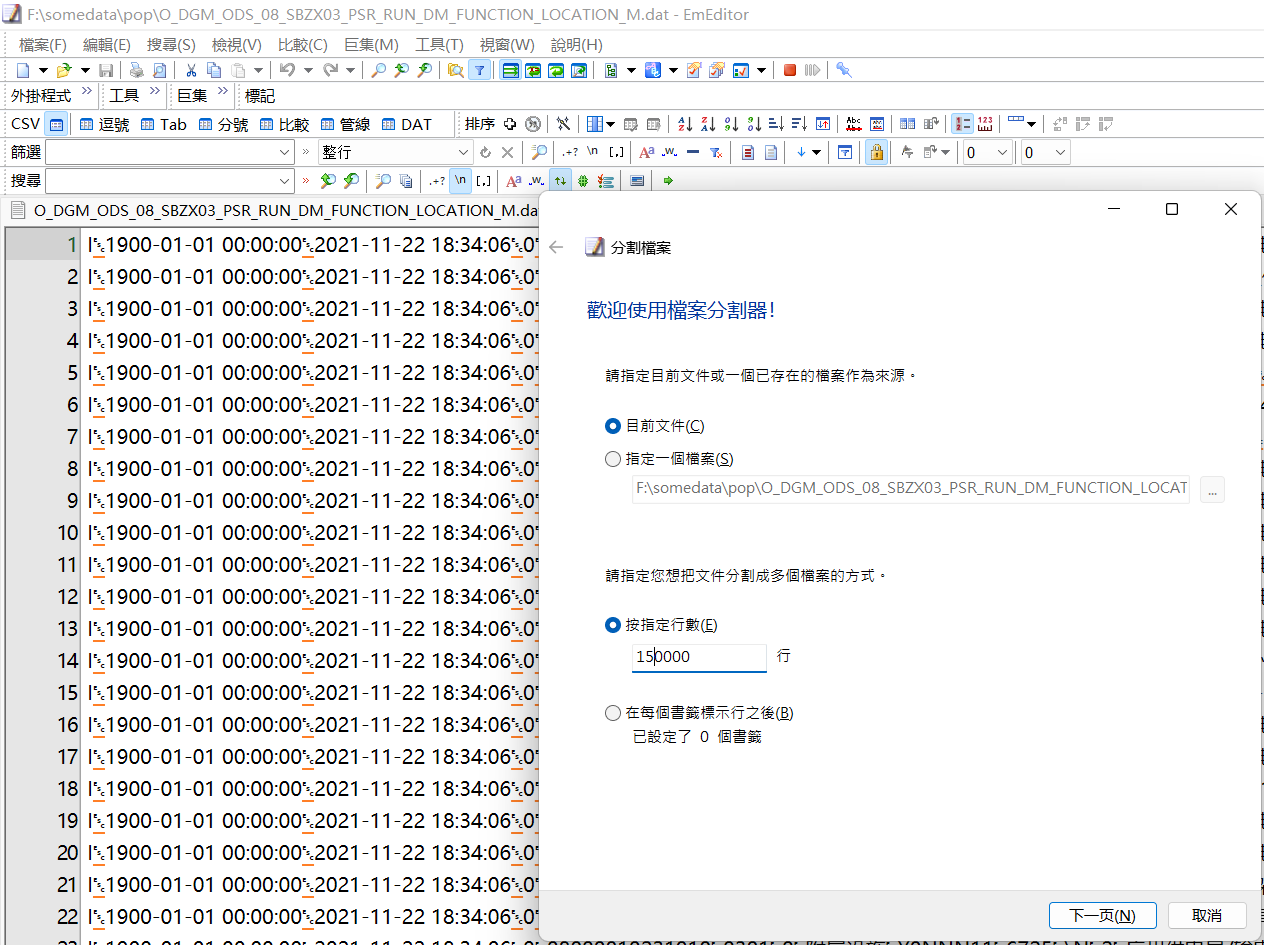 F:\somedata\pop\O_DGM_ODS_08_SBZX03_PSR_RUN_DM_FUNCTION_LOCATION_M.dat - EmEditor
檔案(F) 編輯(E) 搜尋(S) 檢視(V) 比較(C) 巨集(M) 工具(T) 視窗(W) 說明(H)
外掛程式 » 工具 » 巨集 » 標記
CSV 逗號 Tab 分號 比較 管線 DAT 排序
篩選 » 整行 0 0
搜尋 »
O_DGM_ODS_08_SBZX03_PSR_RUN_DM_FUNCTION_LOCATION_M.da
1 I␛1900-01-01 00:00:00␛2021-11-22 18:34:06␛0
2 I␛1900-01-01 00:00:00␛2021-11-22 18:34:06␛0
3 I␛1900-01-01 00:00:00␛2021-11-22 18:34:06␛0
4 I␛1900-01-01 00:00:00␛2021-11-22 18:34:06␛0
5 I␛1900-01-01 00:00:00␛2021-11-22 18:34:06␛0
6 I␛1900-01-01 00:00:00␛2021-11-22 18:34:06␛0
7 I␛1900-01-01 00:00:00␛2021-11-22 18:34:06␛0
8 I␛1900-01-01 00:00:00␛2021-11-22 18:34:06␛0
9 I␛1900-01-01 00:00:00␛2021-11-22 18:34:06␛0
10 I␛1900-01-01 00:00:00␛2021-11-22 18:34:06␛0
11 I␛1900-01-01 00:00:00␛2021-11-22 18:34:06␛0
12 I␛1900-01-01 00:00:00␛2021-11-22 18:34:06␛0
13 I␛1900-01-01 00:00:00␛2021-11-22 18:34:06␛0
14 I␛1900-01-01 00:00:00␛2021-11-22 18:34:06␛0
15 I␛1900-01-01 00:00:00␛2021-11-22 18:34:06␛0
16 I␛1900-01-01 00:00:00␛2021-11-22 18:34:06␛0
17 I␛1900-01-01 00:00:00␛2021-11-22 18:34:06␛0
18 I␛1900-01-01 00:00:00␛2021-11-22 18:34:06␛0
19 I␛1900-01-01 00:00:00␛2021-11-22 18:34:06␛0
20 I␛1900-01-01 00:00:00␛2021-11-22 18:34:06␛0
21 I␛1900-01-01 00:00:00␛2021-11-22 18:34:06␛0
22 I␛1900-01-01 00:00:00␛2021-11-22 18:34:06␛0
分割檔案
歡迎使用檔案分割器!
請指定目前文件或一個已存在的檔案作為來源。
目前文件(C)
指定一個檔案(S)
F:\somedata\pop\O_DGM_ODS_08_SBZX03_PSR_RUN_DM_FUNCTION_LOCAT ...
請指定您想把文件分割成多個檔案的方式。
按指定行數(E)
150000 行
在每個書籤標示行之後(B)
已設定了 0 個書籤
下一页(N) 取消